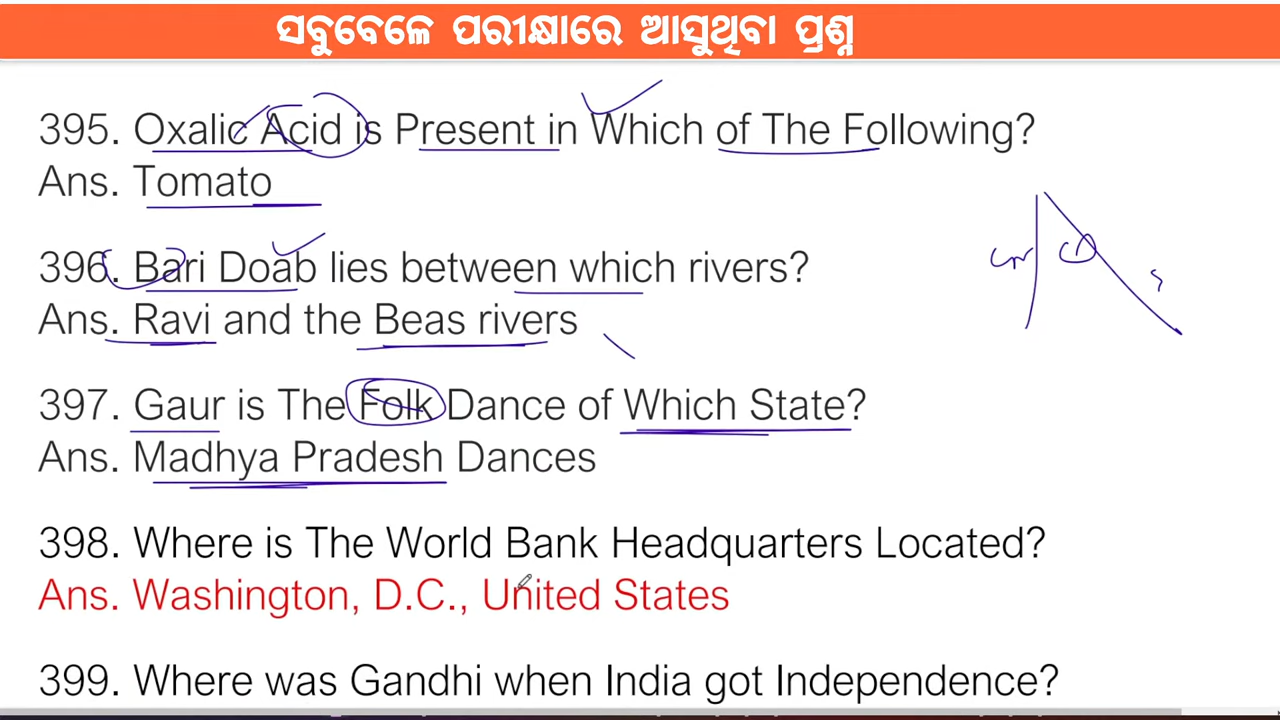 ସବୁବେଳେ ପରୀକ୍ଷାରେ ଆସୁଥିବା ପ୍ରଶ୍ନ
395. Oxalic Acid is Present in Which of The Following?
Ans. Tomato
396. Bari Doab lies between which rivers?
Ans. Ravi and the Beas rivers
397. Gaur is The Folk Dance of Which State?
Ans. Madhya Pradesh Dances
398. Where is The World Bank Headquarters Located?
Ans. Washington, D.C., United States
399. Where was Gandhi when India got Independence?